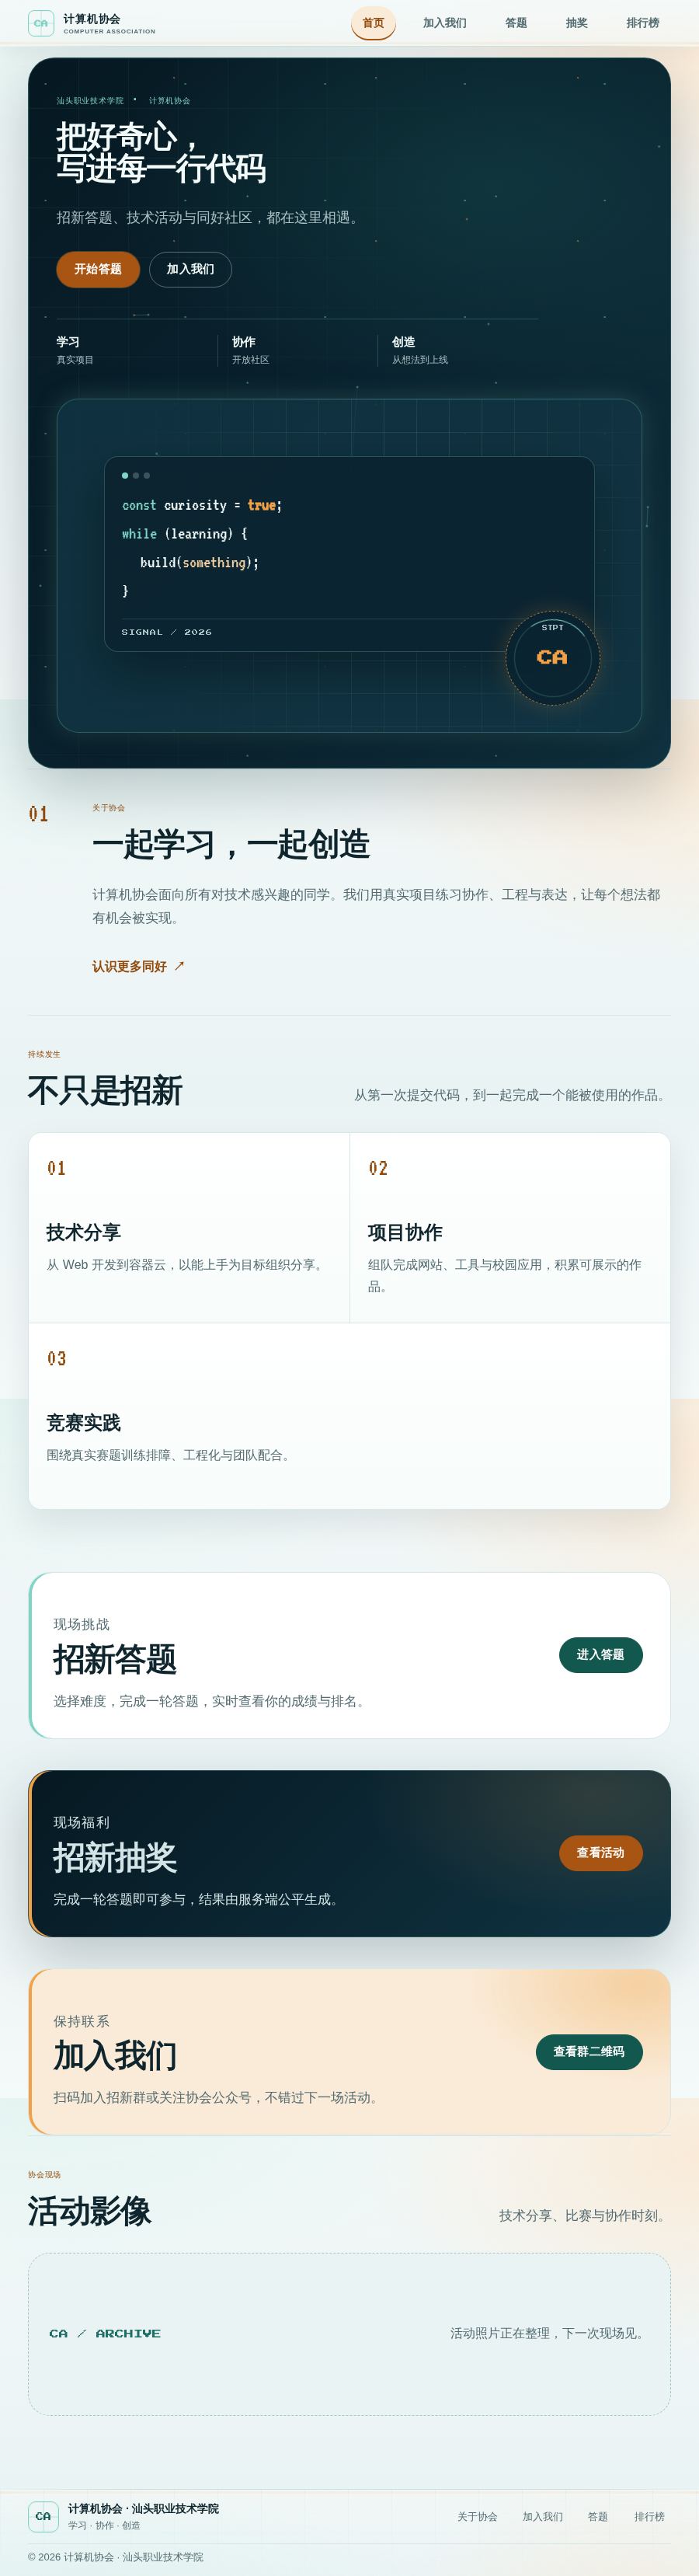 CA
计算机协会
COMPUTER ASSOCIATION
首页
加入我们
答题
抽奖
排行榜
汕头职业技术学院 • 计算机协会
把好奇心，
写进每一行代码
招新答题、技术活动与同好社区，都在这里相遇。
开始答题
加入我们
学习
真实项目
协作
开放社区
创造
从想法到上线
const curiosity = true;
while (learning) {
build(something);
}
SIGNAL / 2026
STPT
CA
01
关于协会
一起学习，一起创造
计算机协会面向所有对技术感兴趣的同学。我们用真实项目练习协作、工程与表达，让每个想法都
有机会被实现。
认识更多同好 ↗
持续发生
不只是招新
从第一次提交代码，到一起完成一个能被使用的作品。
01
技术分享
从 Web 开发到容器云，以能上手为目标组织分享。
02
项目协作
组队完成网站、工具与校园应用，积累可展示的作
品。
03
竞赛实践
围绕真实赛题训练排障、工程化与团队配合。
现场挑战
招新答题
选择难度，完成一轮答题，实时查看你的成绩与排名。
进入答题
现场福利
招新抽奖
完成一轮答题即可参与，结果由服务端公平生成。
查看活动
保持联系
加入我们
扫码加入招新群或关注协会公众号，不错过下一场活动。
查看群二维码
协会现场
活动影像
技术分享、比赛与协作时刻。
CA / ARCHIVE
活动照片正在整理，下一次现场见。
CA
计算机协会 · 汕头职业技术学院
学习 · 协作 · 创造
关于协会
加入我们
答题
排行榜
© 2026 计算机协会 · 汕头职业技术学院